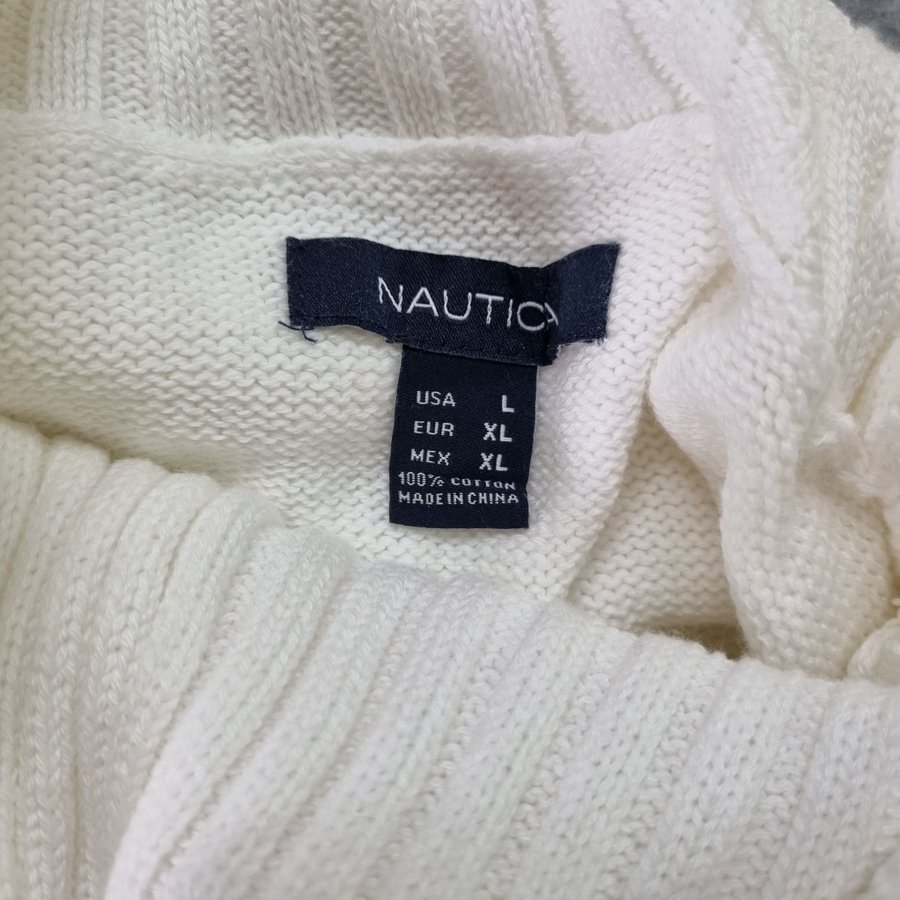 NAUTICA
USA L
EUR XL
MEX XL
100% COTTON
MADE IN CHINA